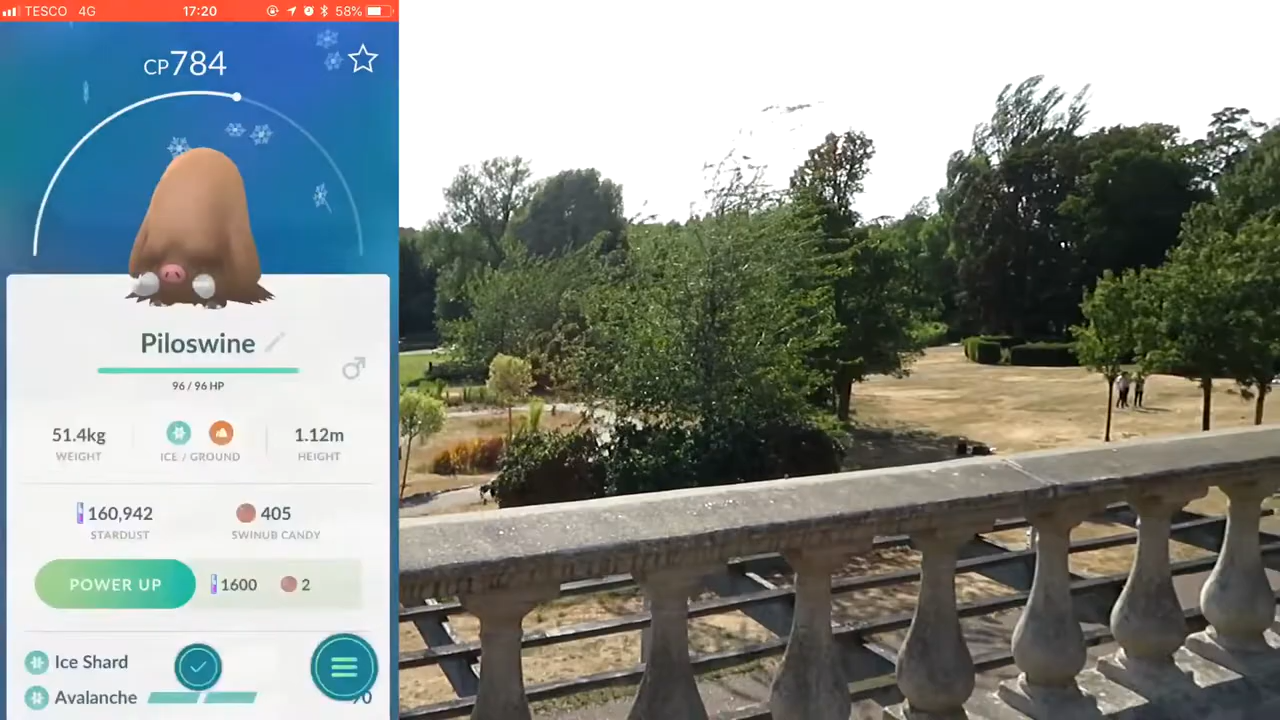 TESCO 4G 17:20 58%
CP784
Piloswine
96 / 96 HP
51.4kg 1.12m
WEIGHT ICE / GROUND HEIGHT
160,942 405
STARDUST SWINUB CANDY
POWER UP 1600 2
Ice Shard
Avalanche